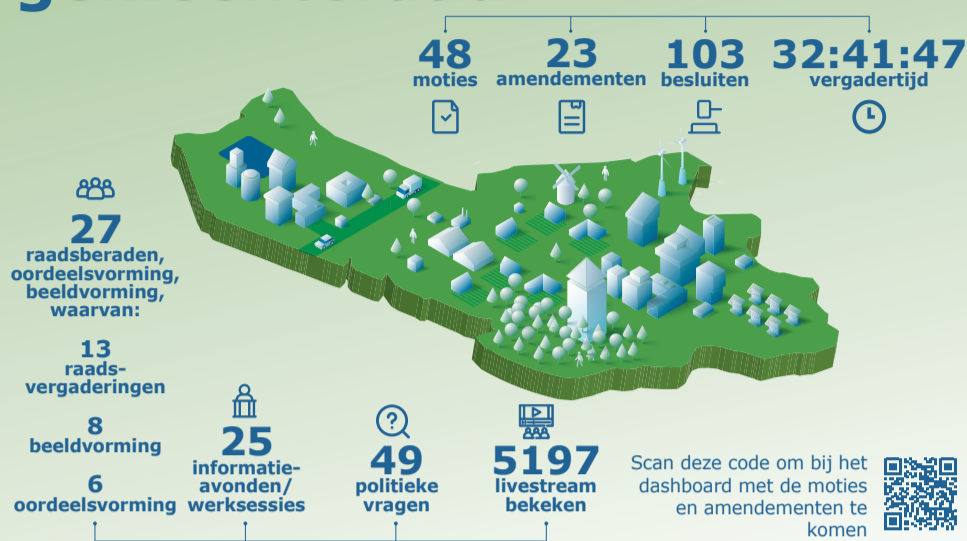 48
moties
23
amendementen
103
besluiten
32:41:47
vergadertijd
27
raadsberaden,
oordeelsvorming,
beeldvorming,
waarvan:
13
raads-
vergaderingen
8
beeldvorming
6
oordeelsvorming
25
informatie-
avonden/
werksessies
49
politieke
vragen
5197
livestream
bekeken
Scan deze code om bij het
dashboard met de moties
en amendementen te
komen